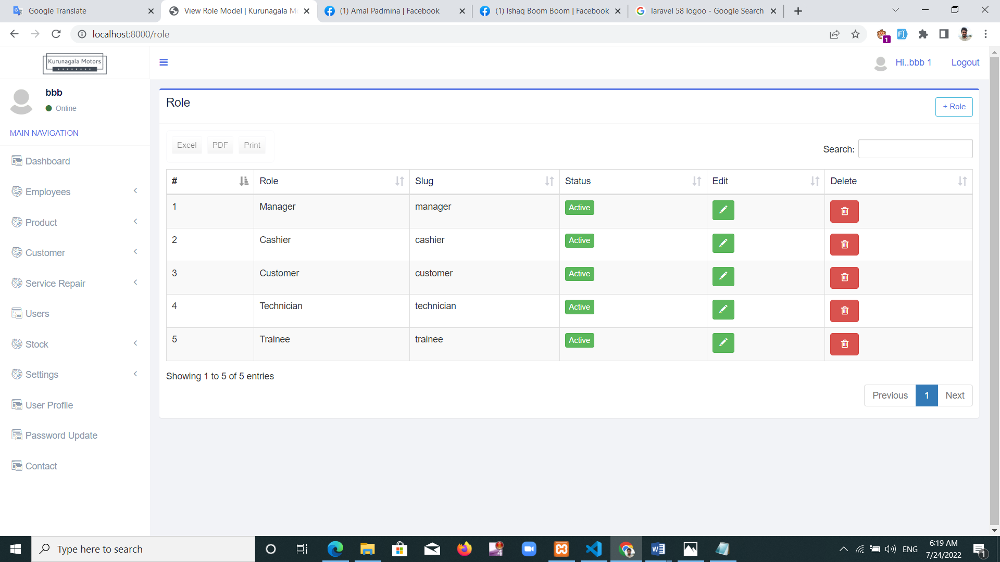 Google Translate
View Role Model | Kurunagala Mo
(1) Amal Padmina | Facebook
(1) Ishaq Boom Boom | Facebook
laravel 58 logoo - Google Search
localhost:8000/role
1
Kurunagala Motors
Hi..bbb 1
Logout
bbb
Online
MAIN NAVIGATION
Dashboard
Employees
Product
Customer
Service Repair
Users
Stock
Settings
User Profile
Password Update
Contact
Role
+ Role
Excel PDF Print
Search:
# Role Slug Status Edit Delete
1 Manager manager Active
2 Cashier cashier Active
3 Customer customer Active
4 Technician technician Active
5 Trainee trainee Active
Showing 1 to 5 of 5 entries
Previous 1 Next
Type here to search
ENG
6:19 AM
7/24/2022
1